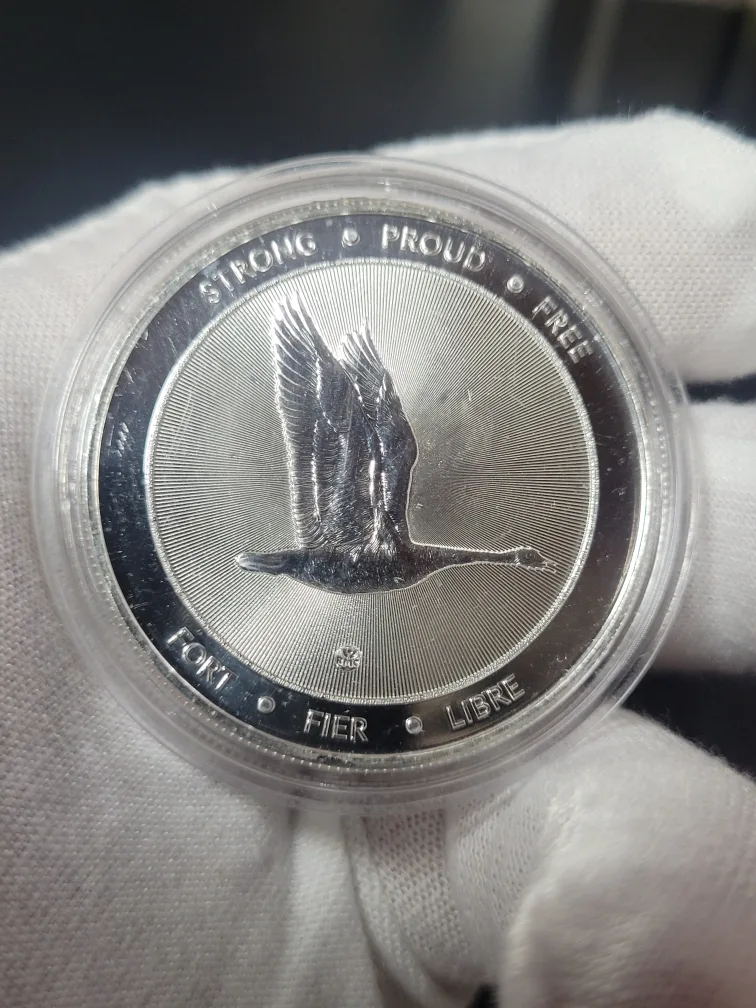 STRONG • PROUD • FREE
FORT • FIER • LIBRE